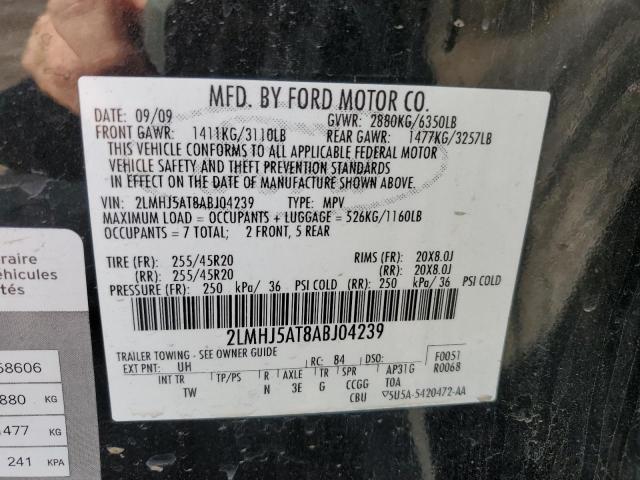 MFD. BY FORD MOTOR CO.
DATE: 09/09 GVWR: 2880KG/6350LB
FRONT GAWR: 1411KG/3110LB REAR GAWR: 1477KG/3257LB
THIS VEHICLE CONFORMS TO ALL APPLICABLE FEDERAL MOTOR
VEHICLE SAFETY AND THEFT PREVENTION STANDARDS
IN EFFECT ON THE DATE OF MANUFACTURE SHOWN ABOVE.
VIN: 2LMHJ5AT8ABJ04239 TYPE: MPV
MAXIMUM LOAD = OCCUPANTS + LUGGAGE = 526KG/1160LB
OCCUPANTS = 7 TOTAL; 2 FRONT, 5 REAR
TIRE (FR): 255/45R20 RIMS (FR): 20X8.0J
(RR): 255/45R20 (RR): 20X8.0J
PRESSURE (FR): 250 kPa/ 36 PSI COLD (RR): 250 kPa/ 36 PSI COLD
2LMHJ5AT8ABJ04239
TRAILER TOWING - SEE OWNER GUIDE
EXT PNT: UH RC: 84 DSO: F0051
INT TR TP/PS R AXLE TR SPR AP31G R0068
TW N 3E G CCGG TOA
CBU 5U5A-5420472-AA
raire
éhicules
tés
58606
880 KG
477 KG
241 KPA